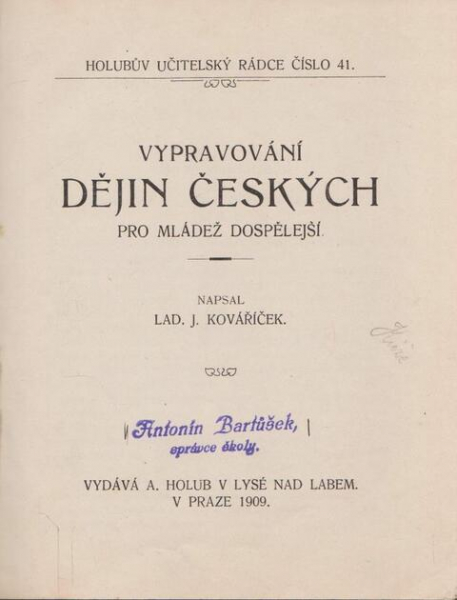 HOLUBŮV UČITELSKÝ RÁDCE ČÍSLO 41.
VYPRAVOVÁNÍ
DĚJIN ČESKÝCH
PRO MLÁDEŽ DOSPĚLEJŠÍ.
NAPSAL
LAD. J. KOVÁŘÍČEK.
Antonín Bartůšek,
správce školy.
VYDÁVÁ A. HOLUB V LYSÉ NAD LABEM.
V PRAZE 1909.